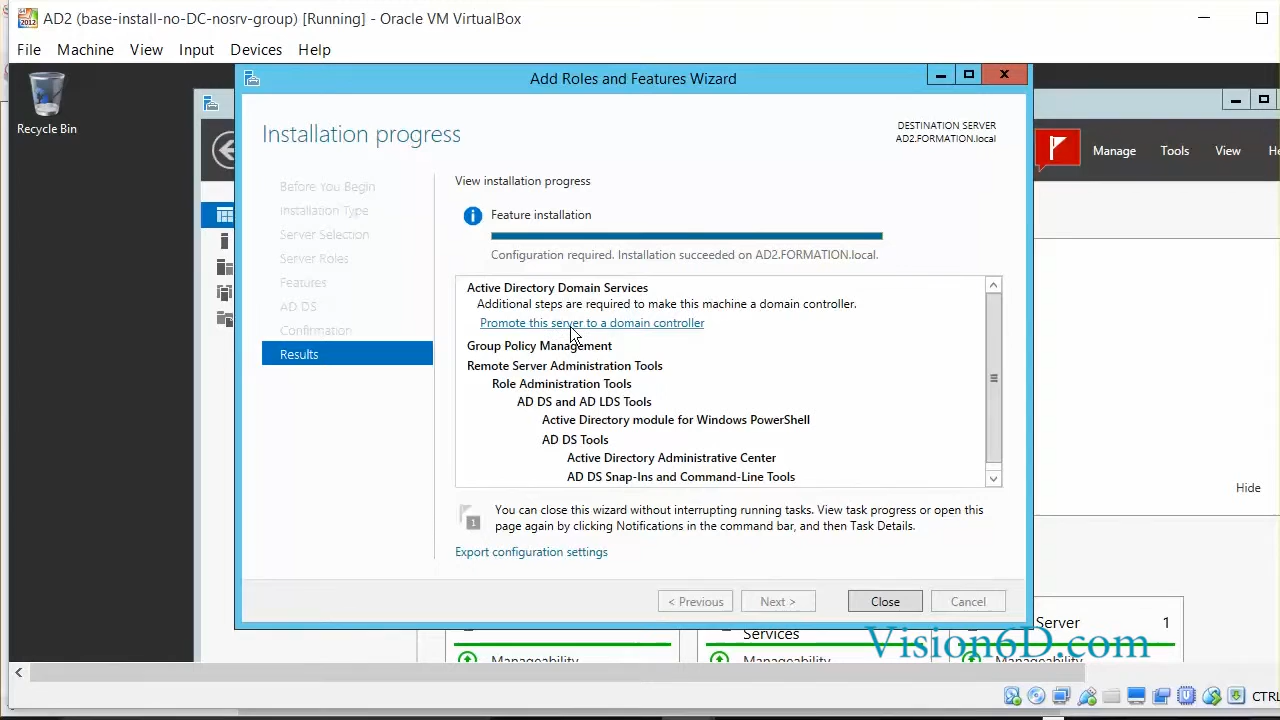 AD2 (base-install-no-DC-nosrv-group) [Running] - Oracle VM VirtualBox
File Machine View Input Devices Help
Recycle Bin
Add Roles and Features Wizard
Installation progress
DESTINATION SERVER
AD2.FORMATION.local
Manage Tools View
Before You Begin
Installation Type
Server Selection
Server Roles
Features
AD DS
Confirmation
Results
View installation progress
Feature installation
Configuration required. Installation succeeded on AD2.FORMATION.local.
Active Directory Domain Services
Additional steps are required to make this machine a domain controller.
Promote this server to a domain controller
Group Policy Management
Remote Server Administration Tools
Role Administration Tools
AD DS and AD LDS Tools
Active Directory module for Windows PowerShell
AD DS Tools
Active Directory Administrative Center
AD DS Snap-Ins and Command-Line Tools
You can close this wizard without interrupting running tasks. View task progress or open this
page again by clicking Notifications in the command bar, and then Task Details.
Export configuration settings
Hide
< Previous Next > Close Cancel
Services
Server 1
Manageability Manageability Manageability
Vision6D.com
CTRL